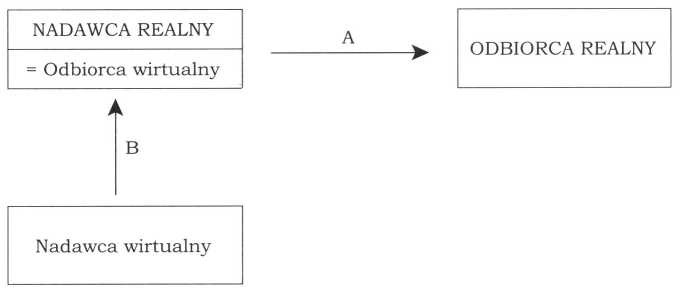 NADAWCA REALNY
= Odbiorca wirtualny
A
ODBIORCA REALNY
B
Nadawca wirtualny